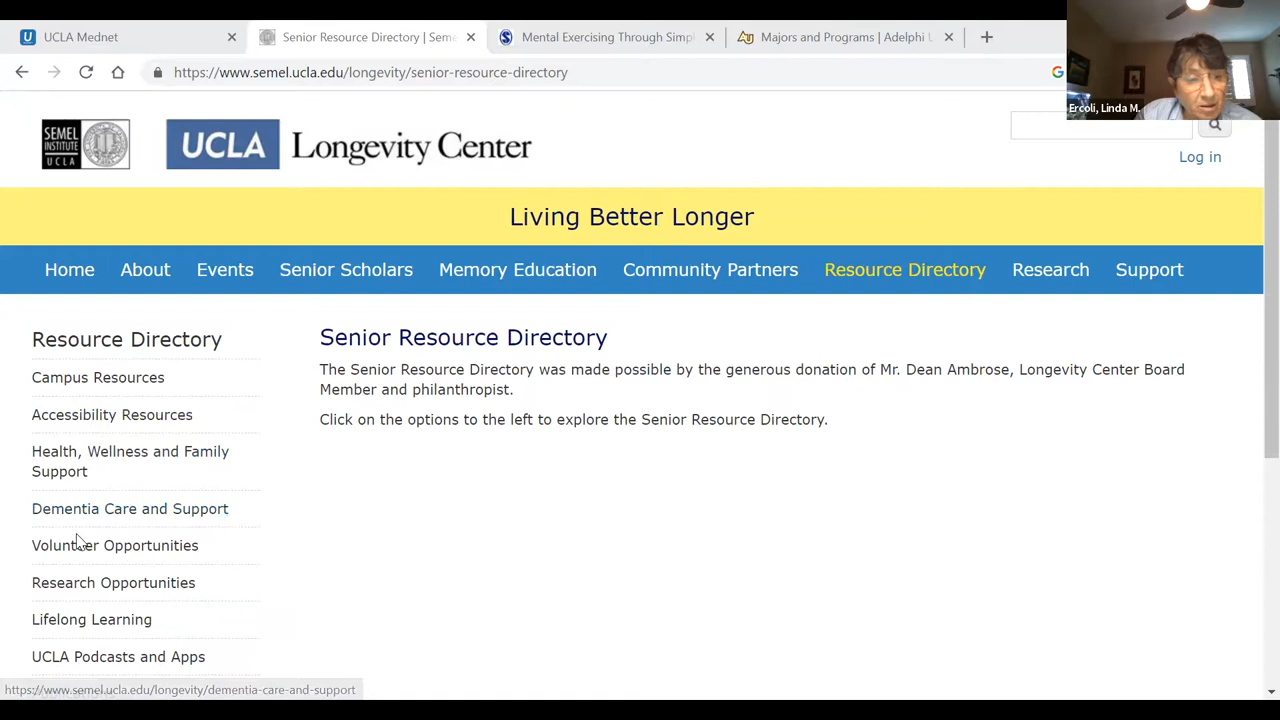 UCLA Mednet
Senior Resource Directory | Seme
Mental Exercising Through Simpl
Majors and Programs | Adelphi U
https://www.semel.ucla.edu/longevity/senior-resource-directory
Ercoli, Linda M.
SEMEL
INSTITUTE
UCLA
UCLA Longevity Center
Log in
Living Better Longer
Home About Events Senior Scholars Memory Education Community Partners Resource Directory Research Support
Resource Directory
Campus Resources
Accessibility Resources
Health, Wellness and Family
Support
Dementia Care and Support
Volunteer Opportunities
Research Opportunities
Lifelong Learning
UCLA Podcasts and Apps
Senior Resource Directory
The Senior Resource Directory was made possible by the generous donation of Mr. Dean Ambrose, Longevity Center Board
Member and philanthropist.
Click on the options to the left to explore the Senior Resource Directory.
https://www.semel.ucla.edu/longevity/dementia-care-and-support